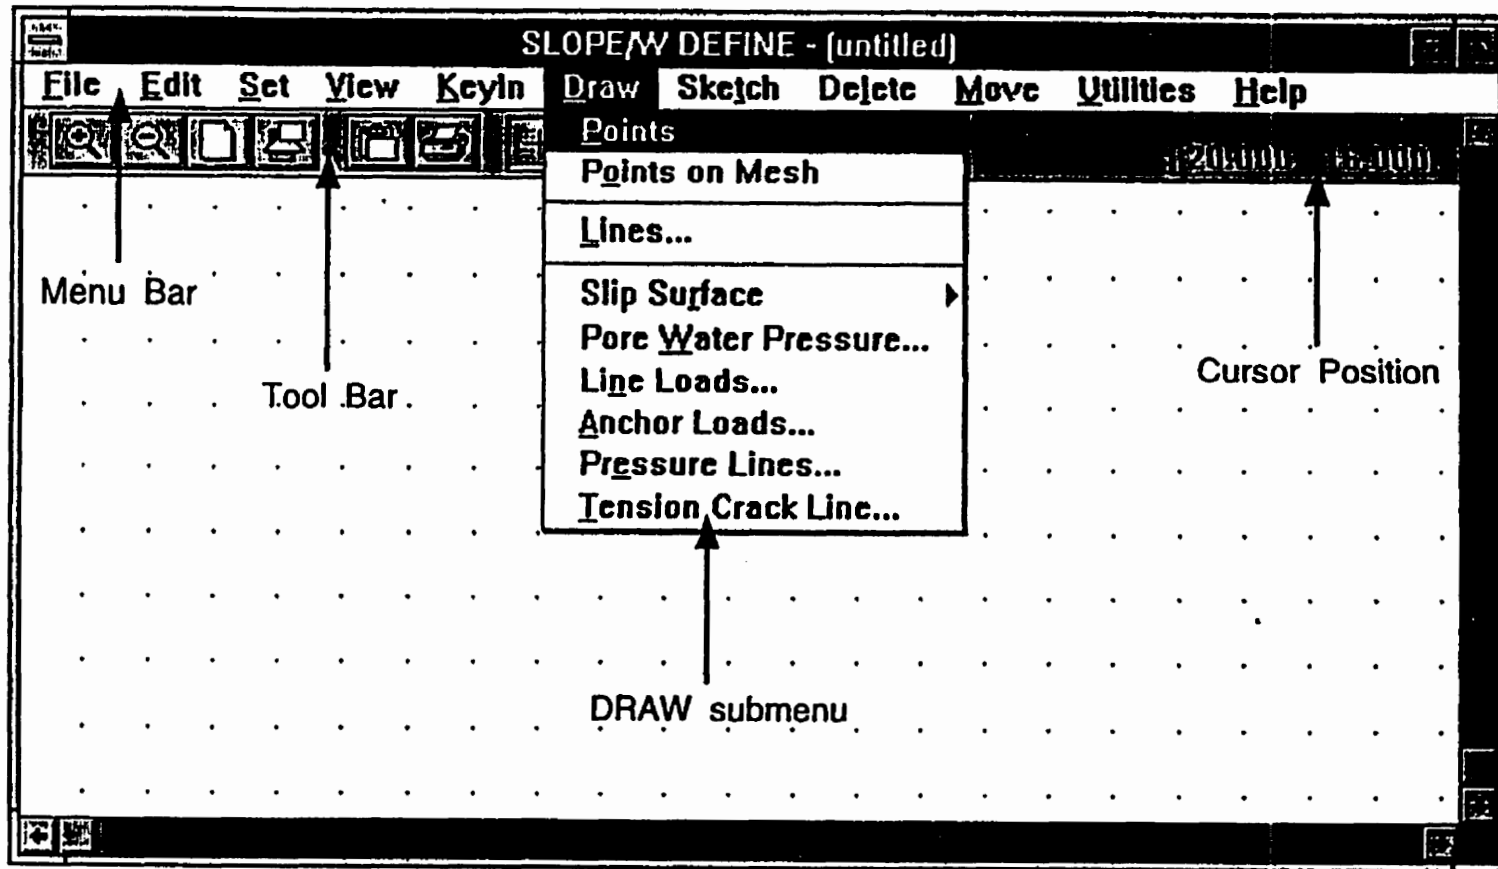 SLOPE/W DEFINE - (untitled)
File Edit Set View KeyIn Draw Sketch Delete Move Utilities Help
Points
Points on Mesh
Lines...
Slip Surface
Pore Water Pressure...
Line Loads...
Anchor Loads...
Pressure Lines...
Tension Crack Line...
Menu Bar
Tool Bar
Cursor Position
DRAW submenu